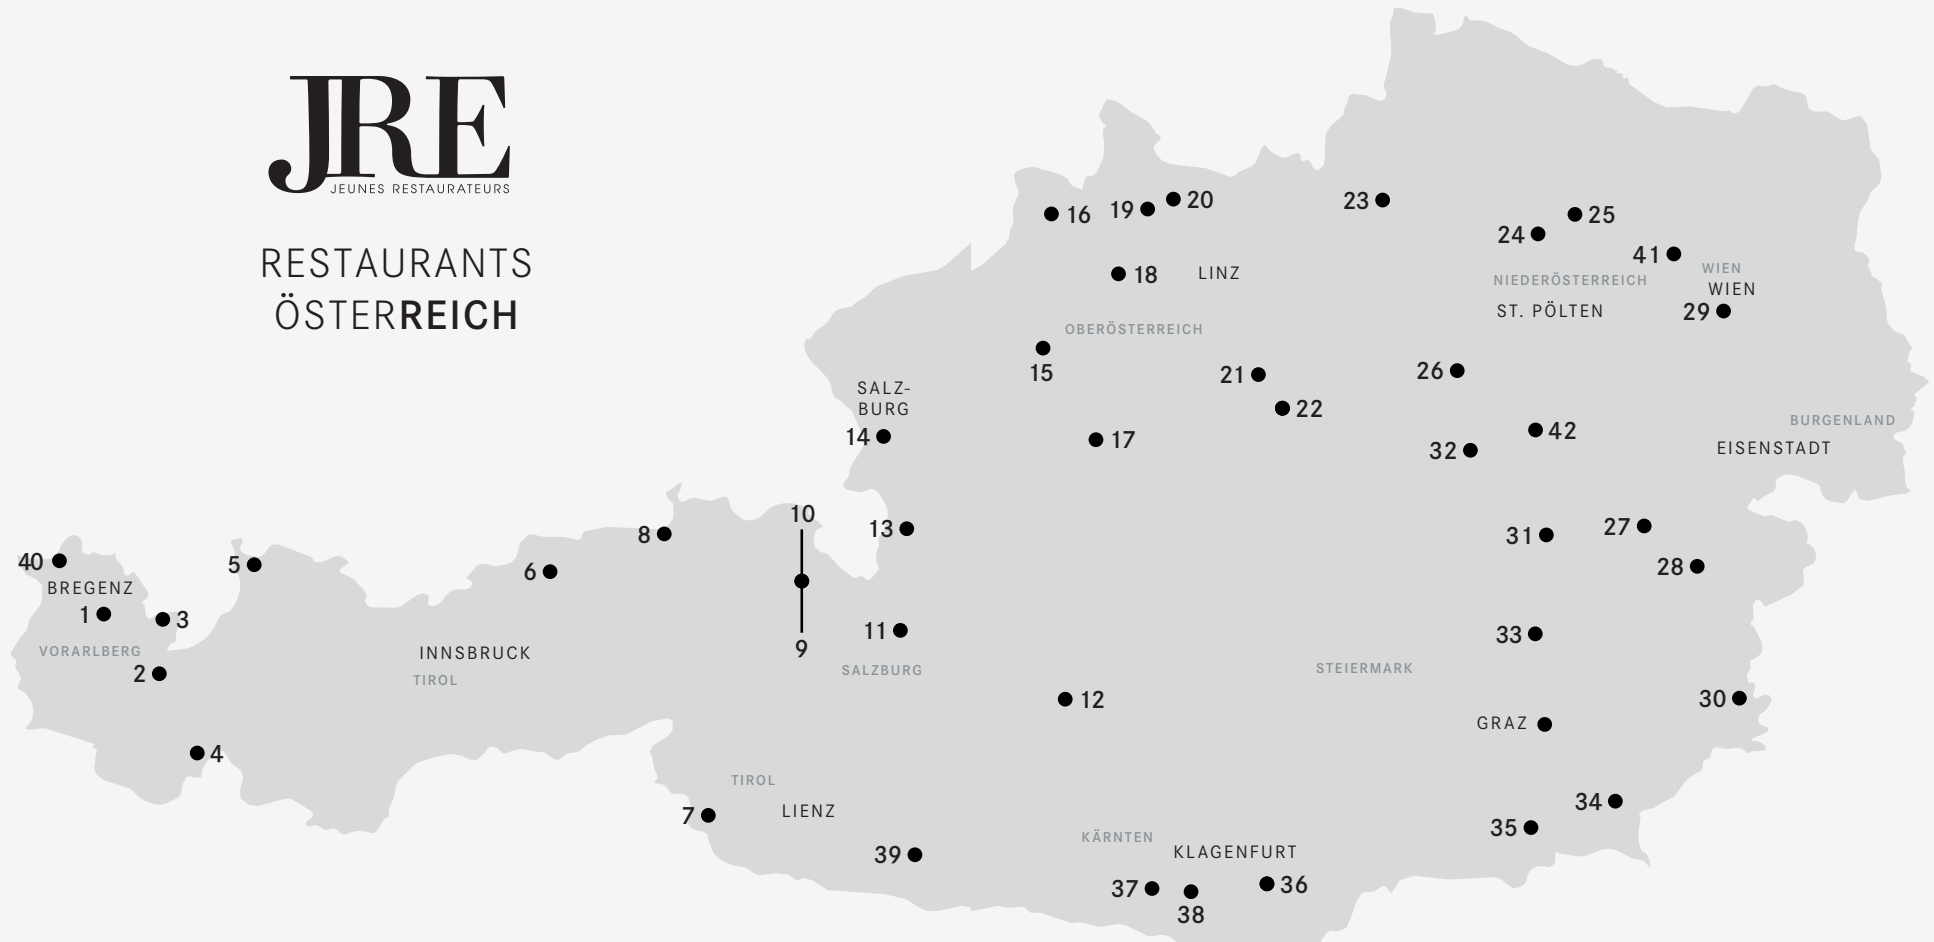 JRE
JEUNES RESTAURATEURS
RESTAURANTS
ÖSTERREICH
16
19
20
23
24
25
41
WIEN
WIEN
29
18
LINZ
NIEDERÖSTERREICH
ST. PÖLTEN
OBERÖSTERREICH
15
21
22
26
SALZ-
BURG
14
17
32
42
BURGENLAND
EISENSTADT
10
13
8
31
27
28
40
BREGENZ
5
6
1
3
VORARLBERG
2
INNSBRUCK
TIROL
9
11
SALZBURG
33
STEIERMARK
12
30
GRAZ
4
TIROL
7
LIENZ
34
35
39
KÄRNTEN
KLAGENFURT
37
38
36